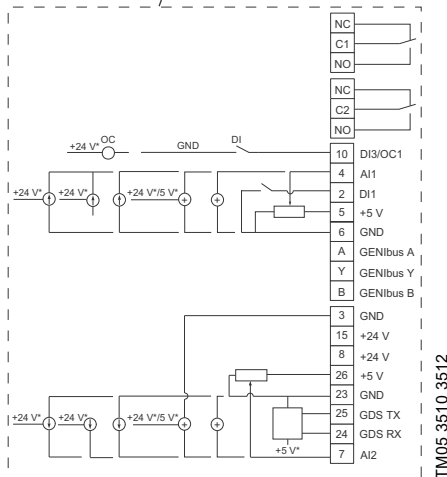 NC
C1
NO
NC
C2
NO
+24 V* OC GND DI 10 DI3/OC1
4 AI1
+24 V* +24 V* +24 V*/5 V* 2 DI1
5 +5 V
6 GND
A GENIbus A
Y GENIbus Y
B GENIbus B
3 GND
15 +24 V
8 +24 V
26 +5 V
23 GND
+24 V* +24 V* +24 V*/5 V* 25 GDS TX
24 GDS RX
+5 V* 7 AI2
TM05 3510 3512